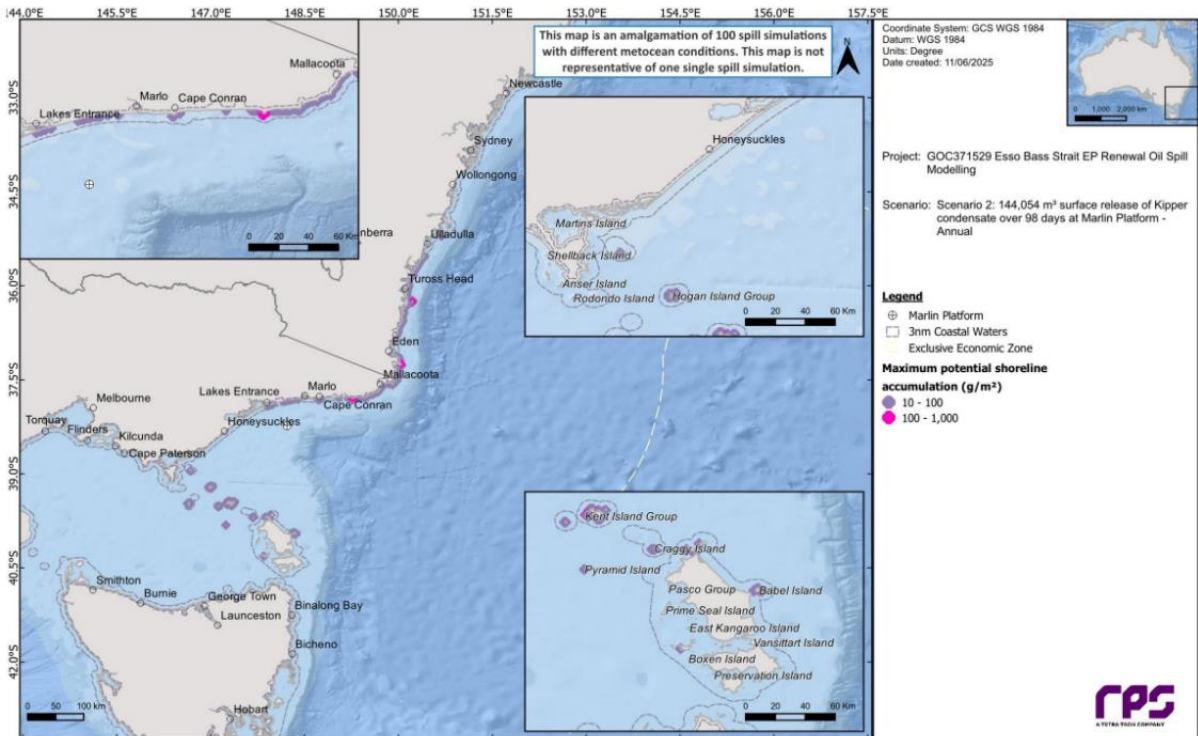 144.0°E
145.5°E
147.0°E
148.5°E
150.0°E
151.5°E
153.0°E
154.5°E
156.0°E
157.5°E
This map is an amalgamation of 100 spill simulations
with different metocean conditions. This map is not
representative of one single spill simulation.
N
Mallacoota
Marlo
Cape Conran
Lakes Entrance
0 20 40 60 Km
33.0°S
34.5°S
36.0°S
37.5°S
39.0°S
40.5°S
42.0°S
Newcastle
Sydney
Wollongong
nberra
Ulladulla
Tuross Head
Eden
Mallacoota
Lakes Entrance
Marlo
Cape Conran
Melbourne
Honeysuckles
Torquay
Flinders
Kilcunda
Cape Paterson
Smithton
Burnie
George Town
Binalong Bay
Launceston
Bicheno
Hobart
0 50 100 km
Honeysuckles
Martins Island
Shellback Island
Anser Island
Rodondo Island
Hogan Island Group
0 20 40 60 Km
Kent Island Group
Craggy Island
Pyramid Island
Pasco Group
Babel Island
Prime Seal Island
East Kangaroo Island
Vansittart Island
Boxen Island
Preservation Island
0 20 40 60 Km
Coordinate System: GCS WGS 1984
Datum: WGS 1984
Units: Degree
Date created: 11/06/2025
0 1,000 2,000 km
Project: GOC371529 Esso Bass Strait EP Renewal Oil Spill
Modelling
Scenario: Scenario 2: 144,054 m³ surface release of Kipper
condensate over 98 days at Marlin Platform -
Annual
Legend
Marlin Platform
3nm Coastal Waters
Exclusive Economic Zone
Maximum potential shoreline
accumulation (g/m²)
10 - 100
100 - 1,000
rps
A TETRA TECH COMPANY